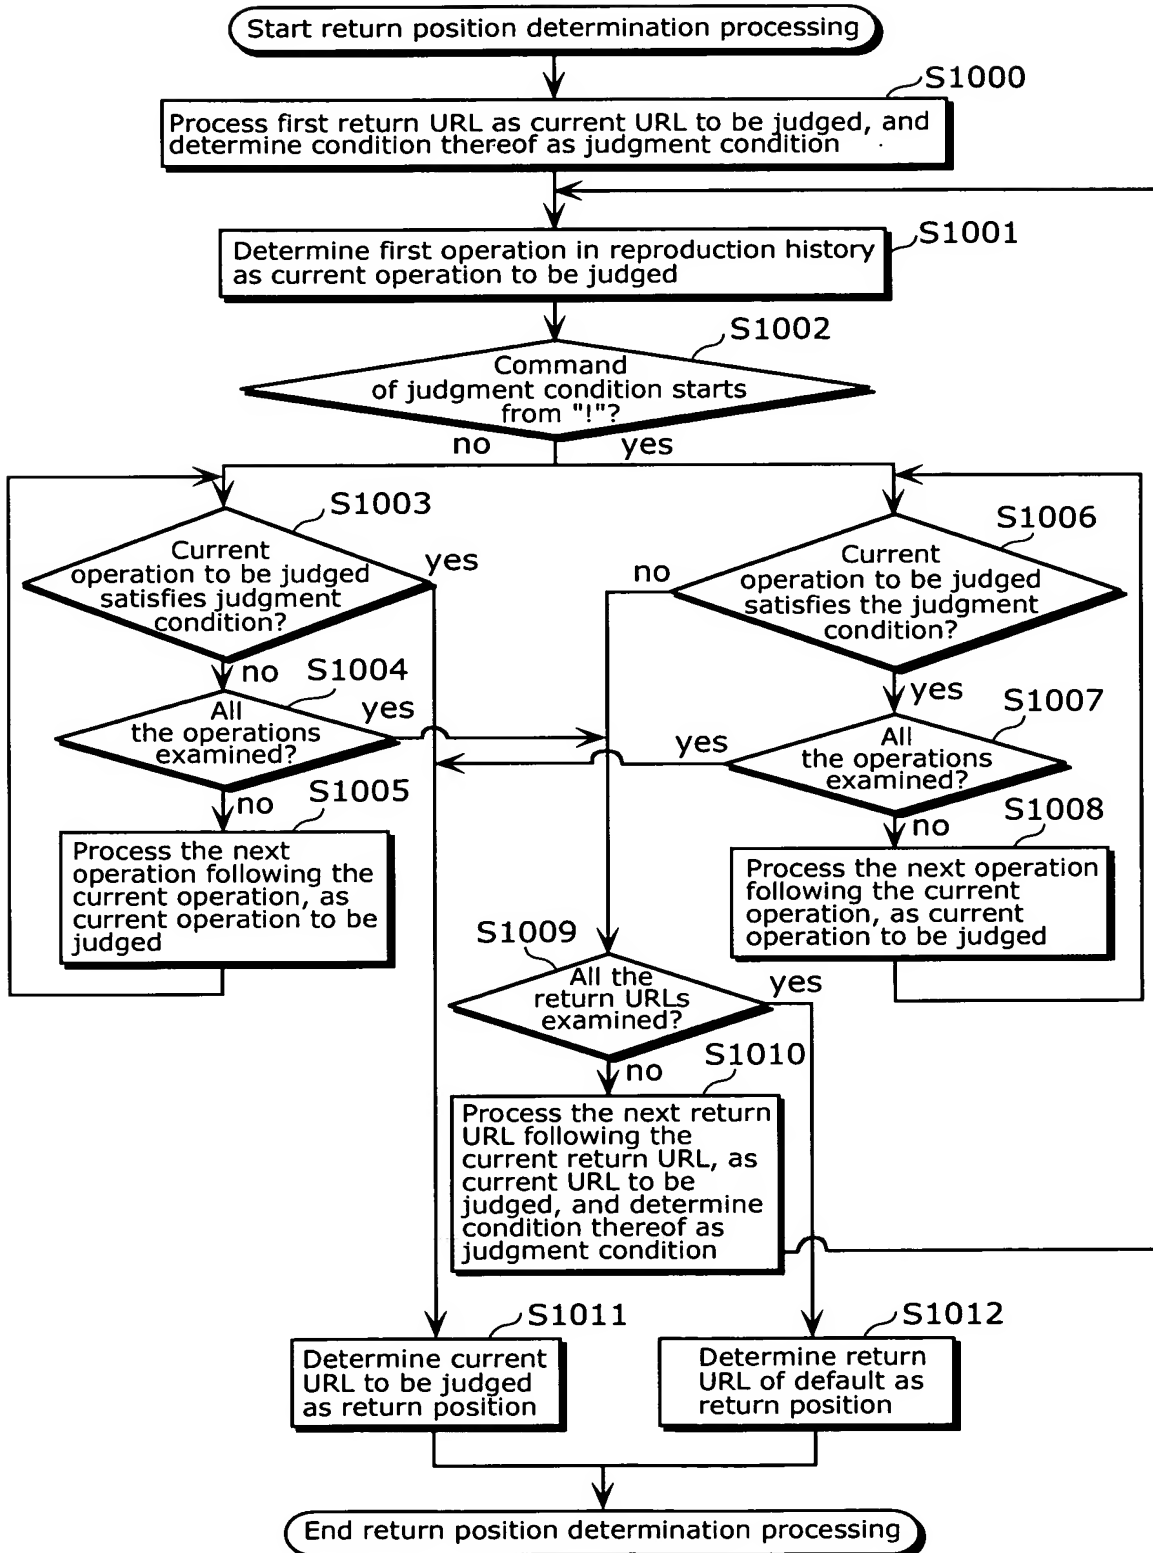 Start return position determination processing
S1000
Process first return URL as current URL to be judged, and
determine condition thereof as judgment condition
S1001
Determine first operation in reproduction history
as current operation to be judged
S1002
Command
of judgment condition starts
from "!"?
no
yes
S1003
Current
operation to be judged
satisfies judgment
condition?
yes
no
S1006
Current
operation to be judged
satisfies the judgment
condition?
no
yes
S1004
All
the operations
examined?
yes
no
S1007
All
the operations
examined?
yes
no
S1005
Process the next
operation following the
current operation, as
current operation to be
judged
S1008
Process the next operation
following the current
operation, as current
operation to be judged
S1009
All the
return URLs
examined?
yes
no
S1010
Process the next return
URL following the
current return URL, as
current URL to be
judged, and determine
condition thereof as
judgment condition
S1011
Determine current
URL to be judged
as return position
S1012
Determine return
URL of default as
return position
End return position determination processing